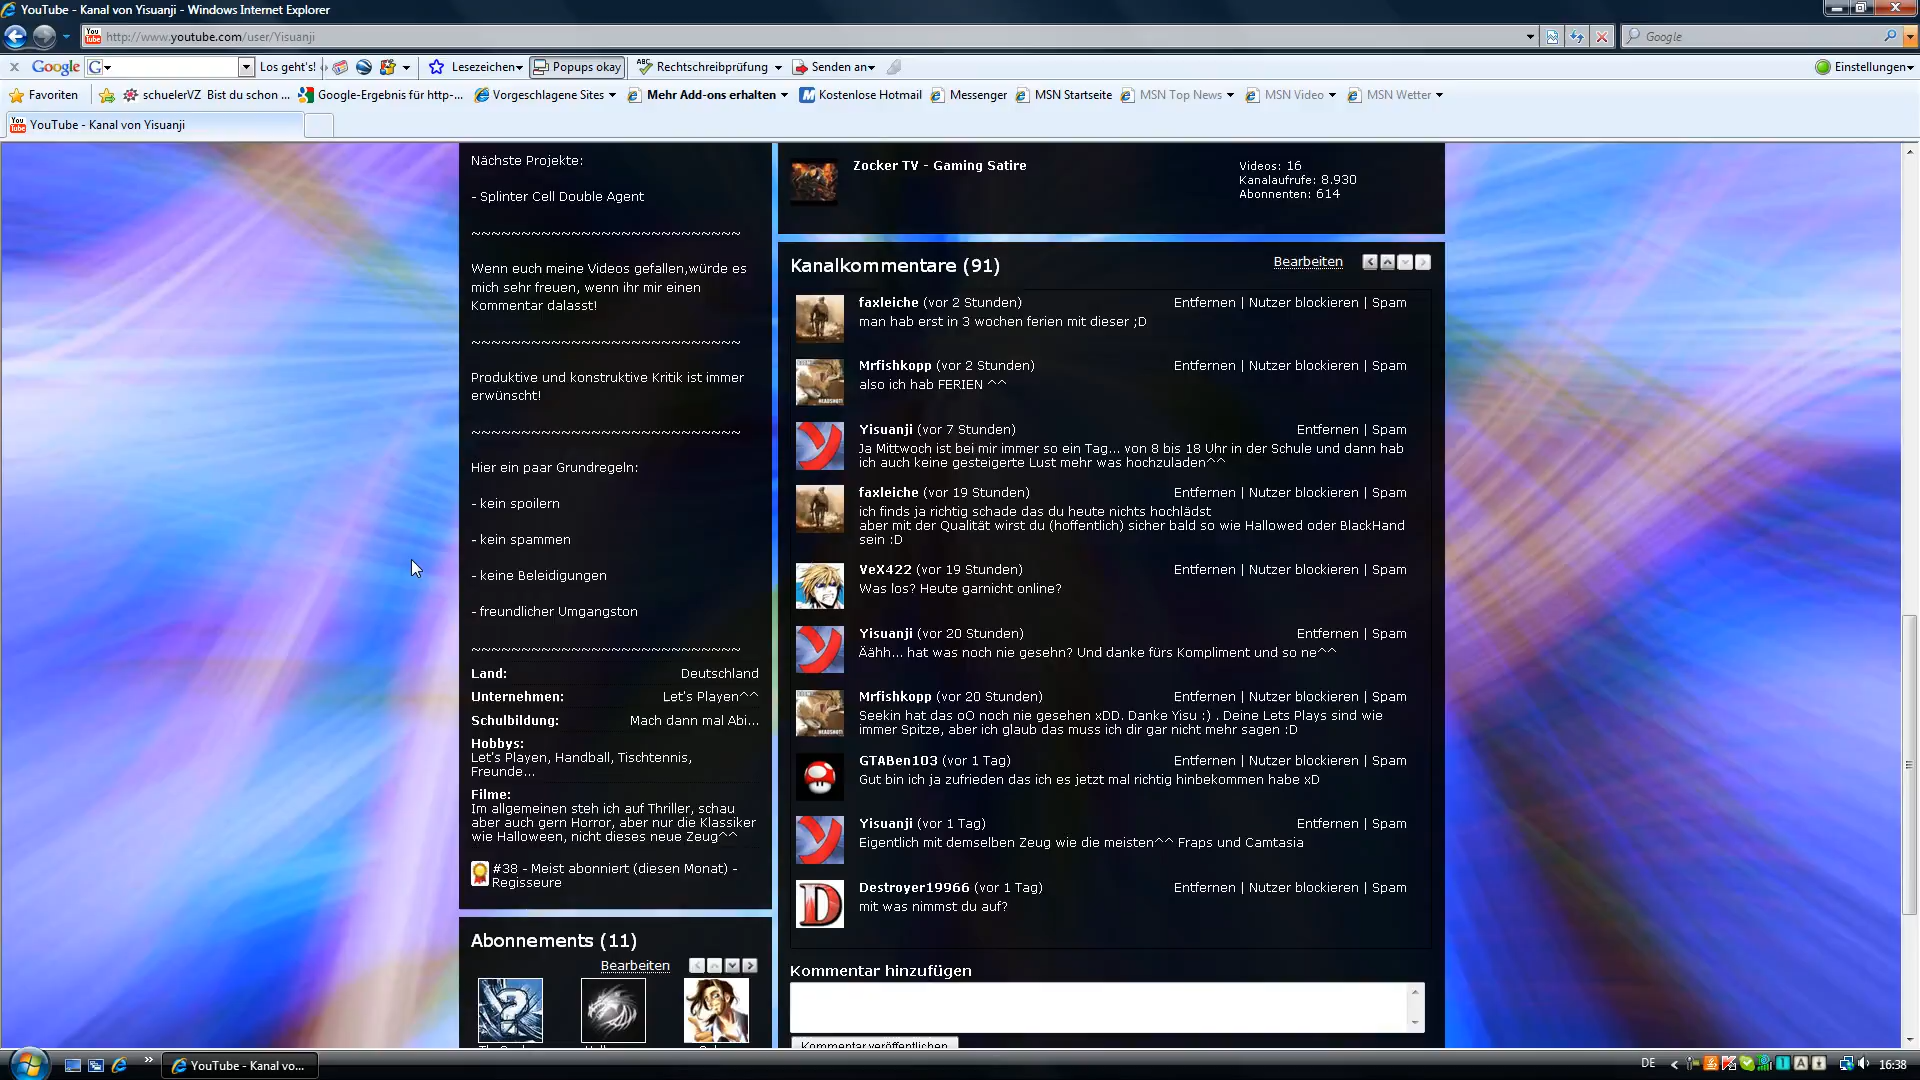 YouTube - Kanal von Yisuanji - Windows Internet Explorer
http://www.youtube.com/user/Yisuanji
Google
Google
Los geht's!
Lesezeichen
Popups okay
Rechtschreibprüfung
Senden an
Einstellungen
Favoriten
schuelerVZ Bist du schon ...
Google-Ergebnis für http-...
Vorgeschlagene Sites
Mehr Add-ons erhalten
Kostenlose Hotmail
Messenger
MSN Startseite
MSN Top News
MSN Video
MSN Wetter
YouTube - Kanal von Yisuanji
Nächste Projekte:
- Splinter Cell Double Agent
~~~~~~~~~~~~~~~~~~~~~~~~~~~
Wenn euch meine Videos gefallen,würde es
mich sehr freuen, wenn ihr mir einen
Kommentar dalasst!
~~~~~~~~~~~~~~~~~~~~~~~~~~~
Produktive und konstruktive Kritik ist immer
erwünscht!
~~~~~~~~~~~~~~~~~~~~~~~~~~~
Hier ein paar Grundregeln:
- kein spoilern
- kein spammen
- keine Beleidigungen
- freundlicher Umgangston
~~~~~~~~~~~~~~~~~~~~~~~~~~~
Land: Deutschland
Unternehmen: Let's Playen^^
Schulbildung: Mach dann mal Abi...
Hobbys:
Let's Playen, Handball, Tischtennis,
Freunde...
Filme:
Im allgemeinen steh ich auf Thriller, schau
aber auch gern Horror, aber nur die Klassiker
wie Halloween, nicht dieses neue Zeug^^
#38 - Meist abonniert (diesen Monat) -
Regisseure
Abonnements (11)
Bearbeiten
Zocker TV - Gaming Satire
Videos: 16
Kanalaufrufe: 8.930
Abonnenten: 614
Kanalkommentare (91)
Bearbeiten
faxleiche (vor 2 Stunden) Entfernen | Nutzer blockieren | Spam
man hab erst in 3 wochen ferien mit dieser ;D
Mrfishkopp (vor 2 Stunden) Entfernen | Nutzer blockieren | Spam
also ich hab FERIEN ^^
Yisuanji (vor 7 Stunden) Entfernen | Spam
Ja Mittwoch ist bei mir immer so ein Tag... von 8 bis 18 Uhr in der Schule und dann hab
ich auch keine gesteigerte Lust mehr was hochzuladen^^
faxleiche (vor 19 Stunden) Entfernen | Nutzer blockieren | Spam
ich finds ja richtig schade das du heute nichts hochlädst
aber mit der Qualität wirst du (hoffentlich) sicher bald so wie Hallowed oder BlackHand
sein :D
VeX422 (vor 19 Stunden) Entfernen | Nutzer blockieren | Spam
Was los? Heute garnicht online?
Yisuanji (vor 20 Stunden) Entfernen | Spam
Äähh... hat was noch nie gesehn? Und danke fürs Kompliment und so ne^^
Mrfishkopp (vor 20 Stunden) Entfernen | Nutzer blockieren | Spam
Seekin hat das oO noch nie gesehen xDD. Danke Yisu :) . Deine Lets Plays sind wie
immer Spitze, aber ich glaub das muss ich dir gar nicht mehr sagen :D
GTABen103 (vor 1 Tag) Entfernen | Nutzer blockieren | Spam
Gut bin ich ja zufrieden das ich es jetzt mal richtig hinbekommen habe xD
Yisuanji (vor 1 Tag) Entfernen | Spam
Eigentlich mit demselben Zeug wie die meisten^^ Fraps und Camtasia
Destroyer19966 (vor 1 Tag) Entfernen | Nutzer blockieren | Spam
mit was nimmst du auf?
Kommentar hinzufügen
Kommentar veröffentlichen
YouTube - Kanal vo...
DE
16:38